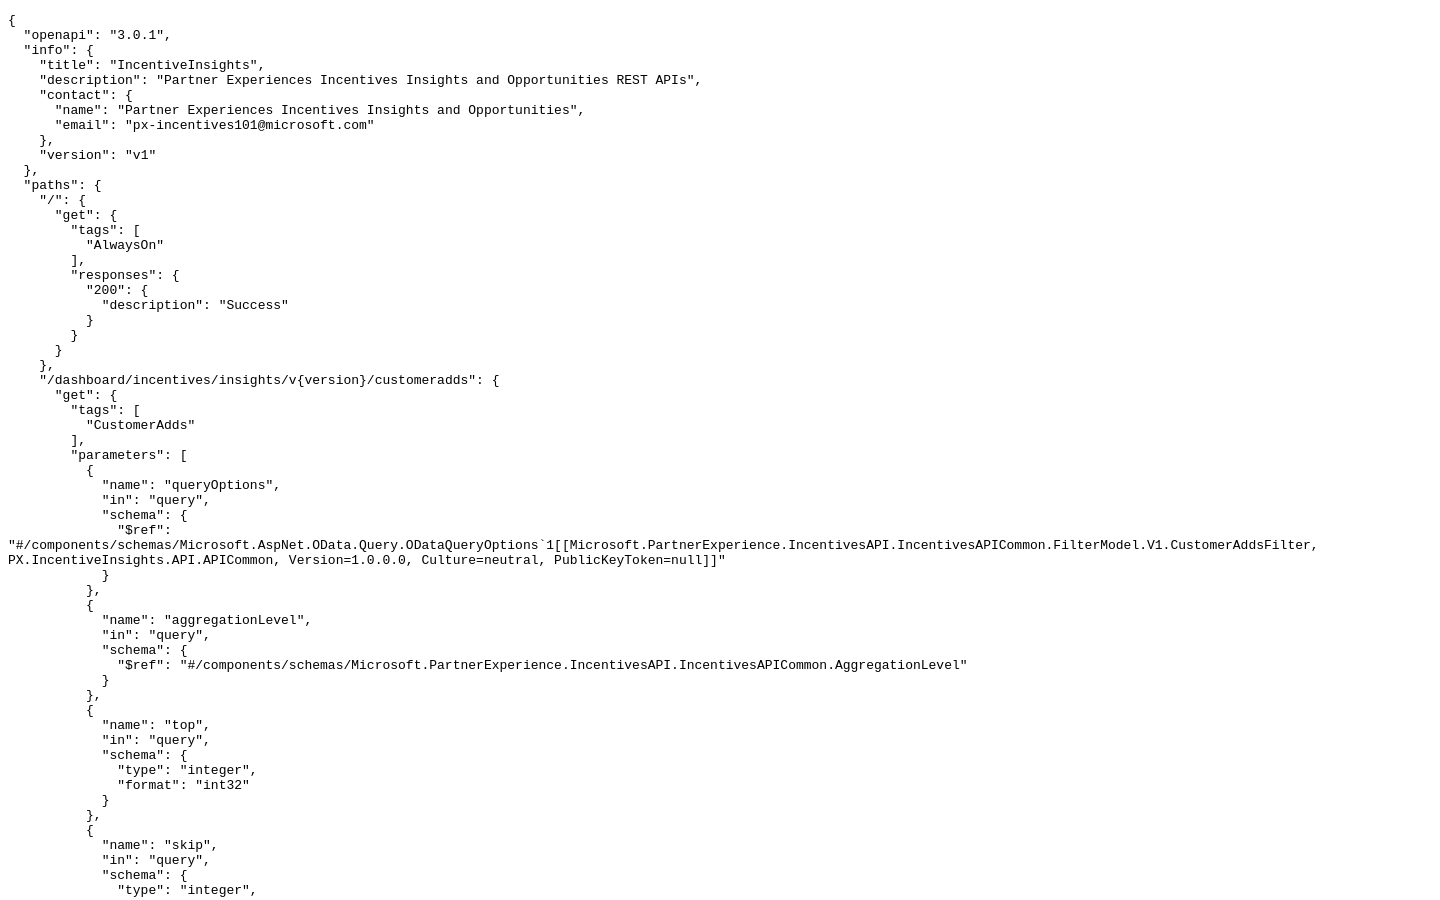 {
  "openapi": "3.0.1",
  "info": {
    "title": "IncentiveInsights",
    "description": "Partner Experiences Incentives Insights and Opportunities REST APIs",
    "contact": {
      "name": "Partner Experiences Incentives Insights and Opportunities",
      "email": "px-incentives101@microsoft.com"
    },
    "version": "v1"
  },
  "paths": {
    "/": {
      "get": {
        "tags": [
          "AlwaysOn"
        ],
        "responses": {
          "200": {
            "description": "Success"
          }
        }
      }
    },
    "/dashboard/incentives/insights/v{version}/customeradds": {
      "get": {
        "tags": [
          "CustomerAdds"
        ],
        "parameters": [
          {
            "name": "queryOptions",
            "in": "query",
            "schema": {
              "$ref":
"#/components/schemas/Microsoft.AspNet.OData.Query.ODataQueryOptions`1[[Microsoft.PartnerExperience.IncentivesAPI.IncentivesAPICommon.FilterModel.V1.CustomerAddsFilter,
PX.IncentiveInsights.API.APICommon, Version=1.0.0.0, Culture=neutral, PublicKeyToken=null]]"
            }
          },
          {
            "name": "aggregationLevel",
            "in": "query",
            "schema": {
              "$ref": "#/components/schemas/Microsoft.PartnerExperience.IncentivesAPI.IncentivesAPICommon.AggregationLevel"
            }
          },
          {
            "name": "top",
            "in": "query",
            "schema": {
              "type": "integer",
              "format": "int32"
            }
          },
          {
            "name": "skip",
            "in": "query",
            "schema": {
              "type": "integer",